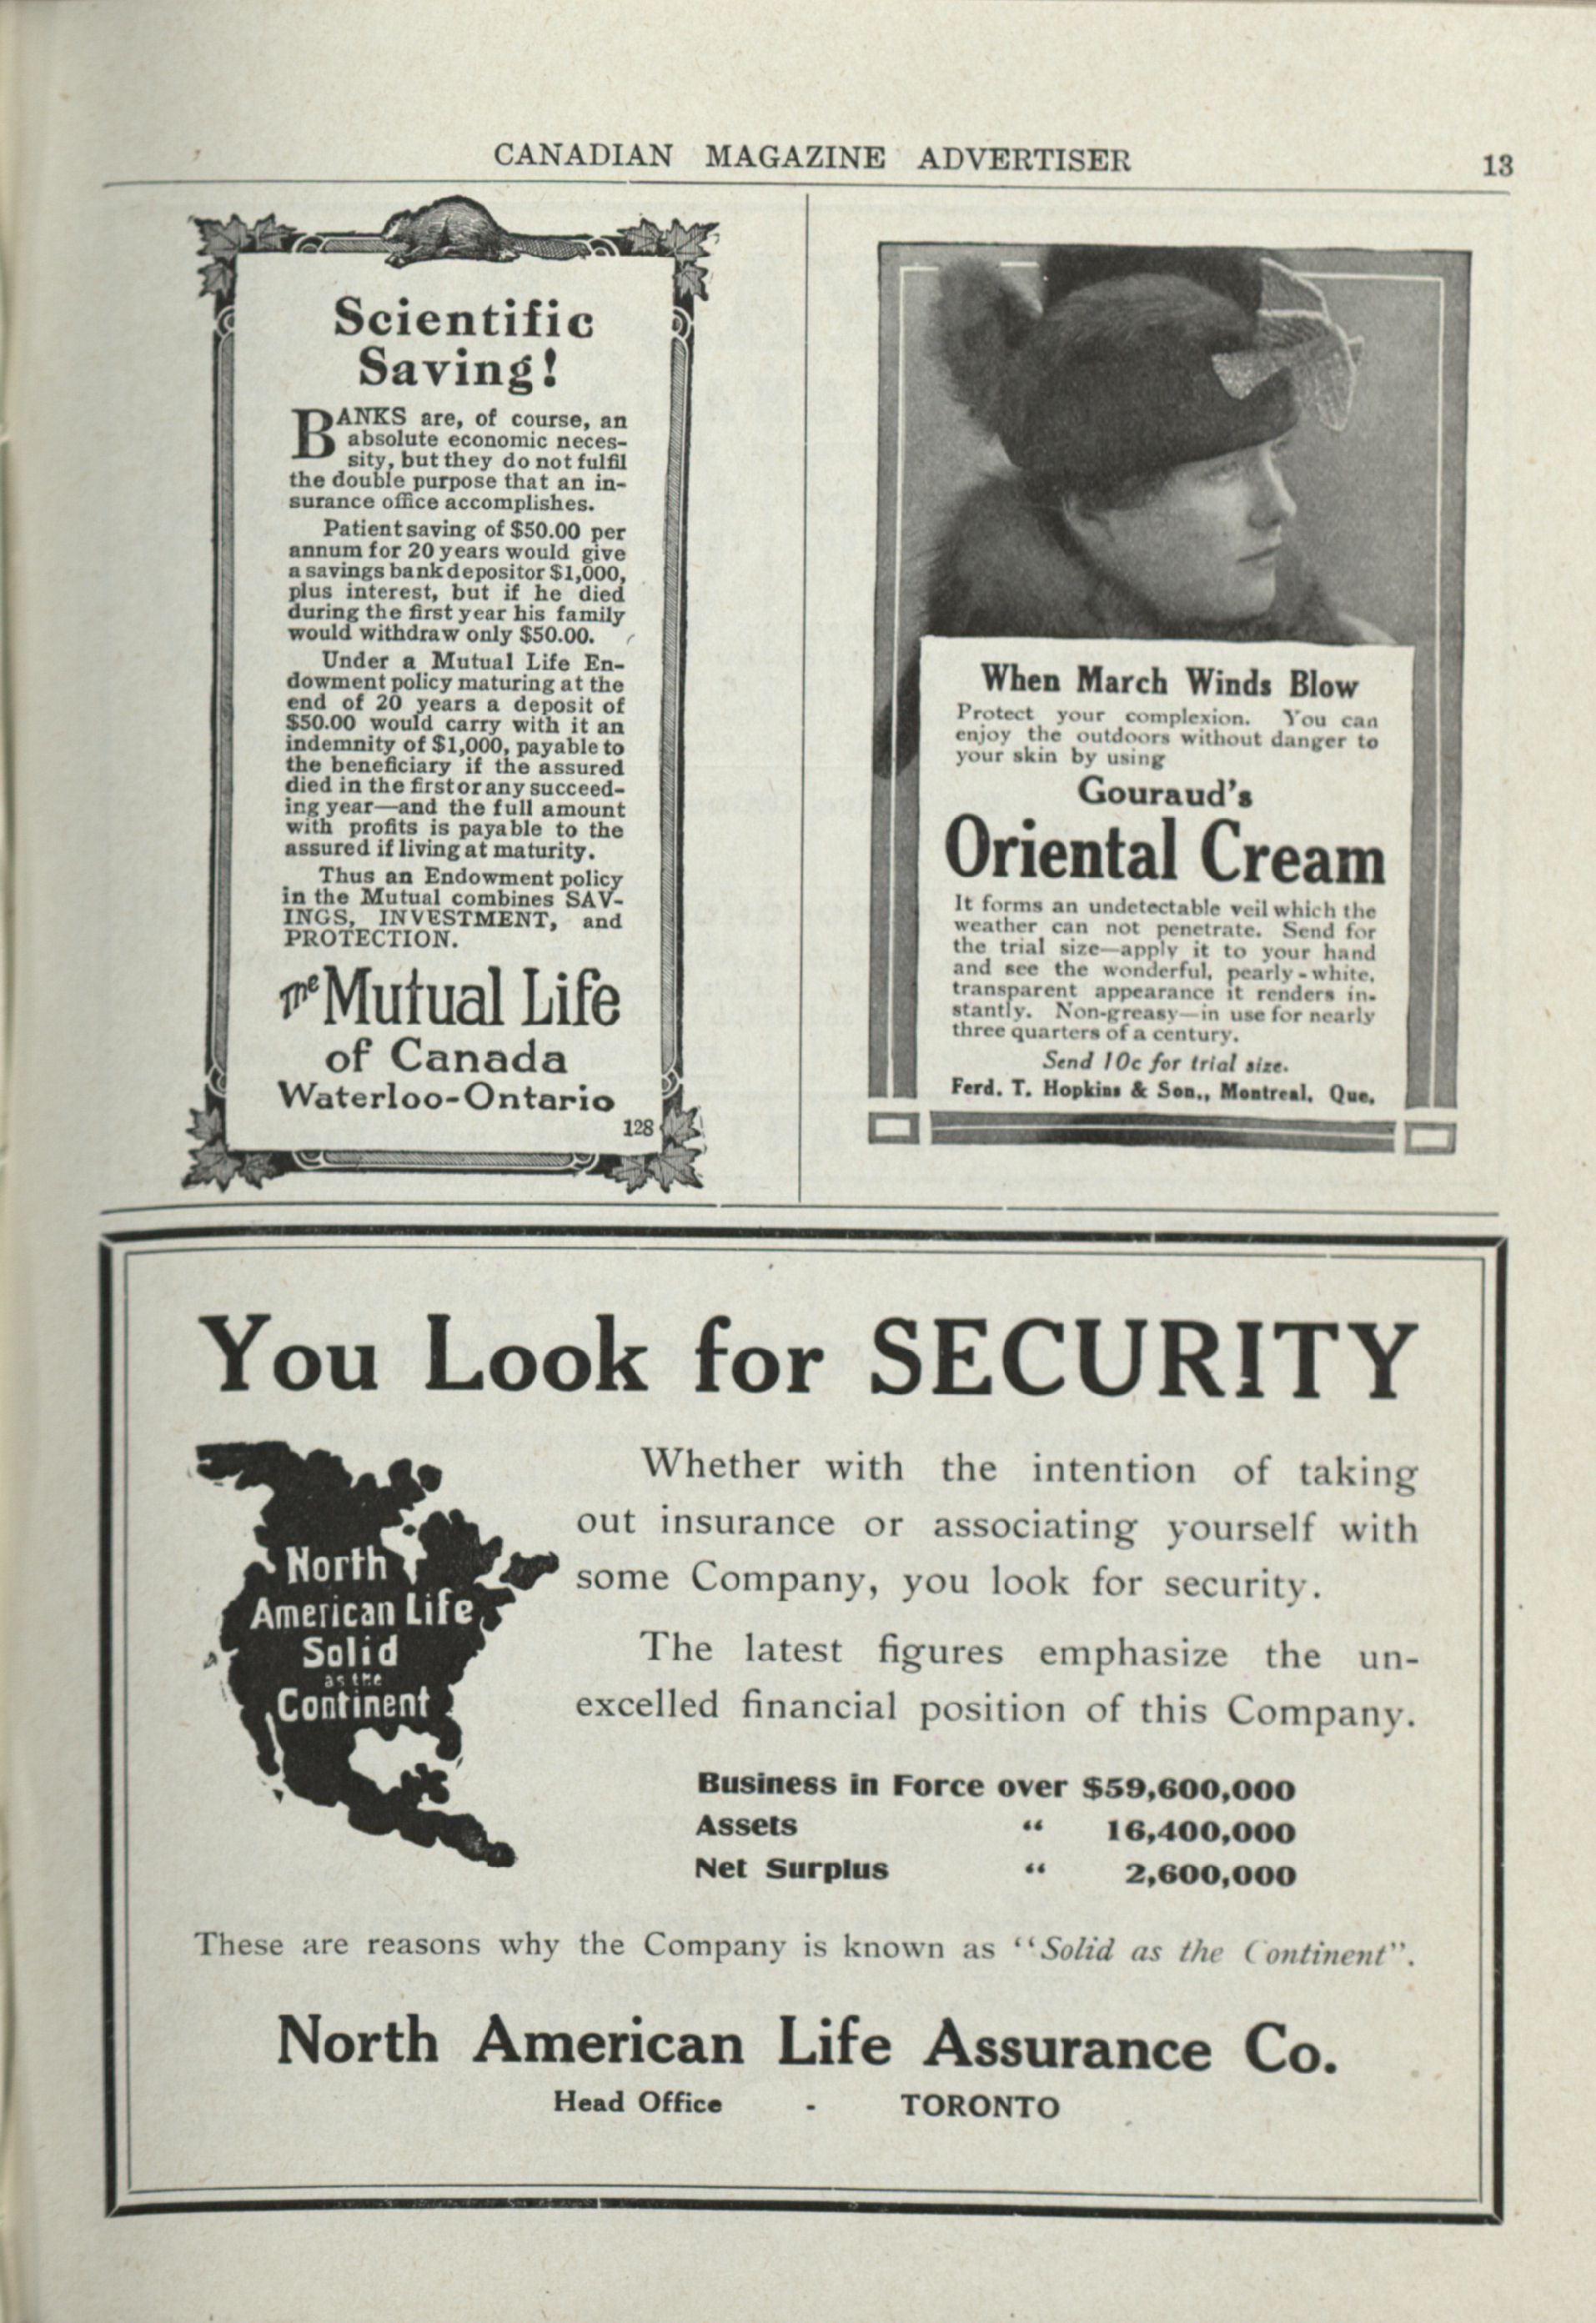 CANADIAN MAGAZINE ADVERTISER 13
Scientific
Saving!
BANKS are, of course, an
absolute economic neces-
sity, but they do not fulfil
the double purpose that an in-
surance office accomplishes.
Patient saving of $50.00 per
annum for 20 years would give
a savings bank depositor $1,000,
plus interest, but if he died
during the first year his family
would withdraw only $50.00.
Under a Mutual Life En-
dowment policy maturing at the
end of 20 years a deposit of
$50.00 would carry with it an
indemnity of $1,000, payable to
the beneficiary if the assured
died in the first or any succeed-
ing year—and the full amount
with profits is payable to the
assured if living at maturity.
Thus an Endowment policy
in the Mutual combines SAV-
INGS, INVESTMENT, and
PROTECTION.
The Mutual Life
of Canada
Waterloo-Ontario
128
When March Winds Blow
Protect your complexion. You can
enjoy the outdoors without danger to
your skin by using
Gouraud's
Oriental Cream
It forms an undetectable veil which the
weather can not penetrate. Send for
the trial size—apply it to your hand
and see the wonderful, pearly-white,
transparent appearance it renders in-
stantly. Non-greasy—in use for nearly
three quarters of a century.
Send 10c for trial size.
Ferd. T. Hopkins & Son., Montreal, Que.
You Look for SECURITY
North
American Life
Solid
as the
Continent
Whether with the intention of taking
out insurance or associating yourself with
some Company, you look for security.
The latest figures emphasize the un-
excelled financial position of this Company.
Business in Force over $59,600,000
Assets " 16,400,000
Net Surplus " 2,600,000
These are reasons why the Company is known as "Solid as the Continent".
North American Life Assurance Co.
Head Office - TORONTO